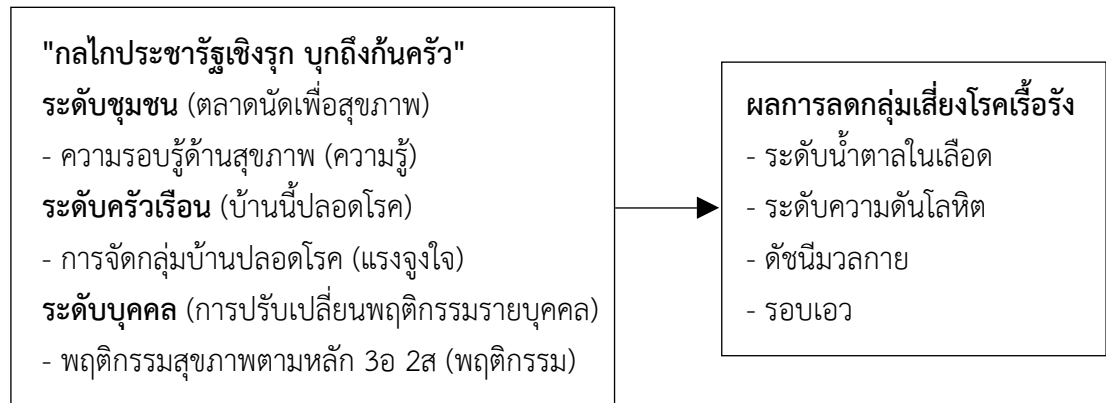 "กลไกประชารัฐเชิงรุก บุกถึงก้นครัว"
ระดับชุมชน (ตลาดนัดเพื่อสุขภาพ)
- ความรอบรู้ด้านสุขภาพ (ความรู้)
ระดับครัวเรือน (บ้านนี้ปลอดโรค)
- การจัดกลุ่มบ้านปลอดโรค (แรงจูงใจ)
ระดับบุคคล (การปรับเปลี่ยนพฤติกรรมรายบุคคล)
- พฤติกรรมสุขภาพตามหลัก 3อ 2ส (พฤติกรรม)
ผลการลดกลุ่มเสี่ยงโรคเรื้อรัง
- ระดับน้ำตาลในเลือด
- ระดับความดันโลหิต
- ดัชนีมวลกาย
- รอบเอว